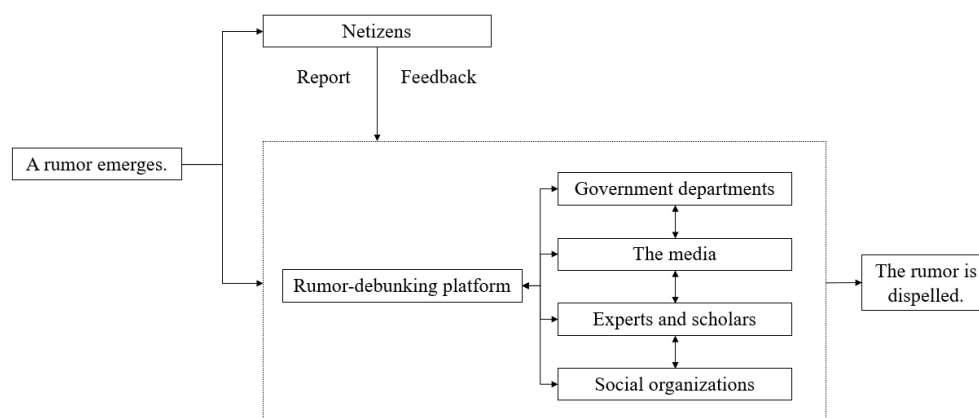 Netizens
Report
Feedback
A rumor emerges.
Government departments
The media
Rumor-debunking platform
Experts and scholars
Social organizations
The rumor is
dispelled.